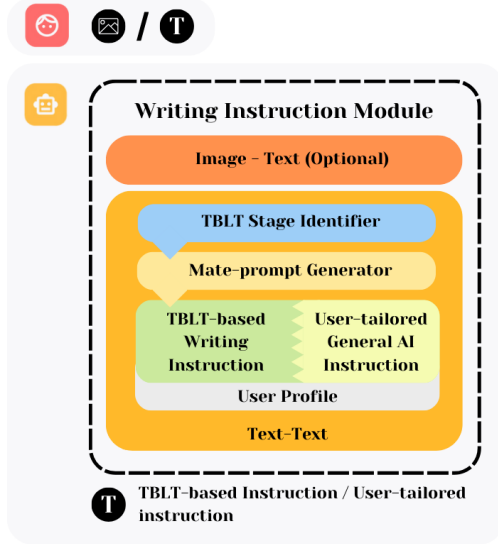 / T
Writing Instruction Module
Image - Text (Optional)
TBLT Stage Identifier
Mate-prompt Generator
TBLT-based
Writing
Instruction
User-tailored
General AI
Instruction
User Profile
Text-Text
T TBLT-based Instruction / User-tailored
instruction